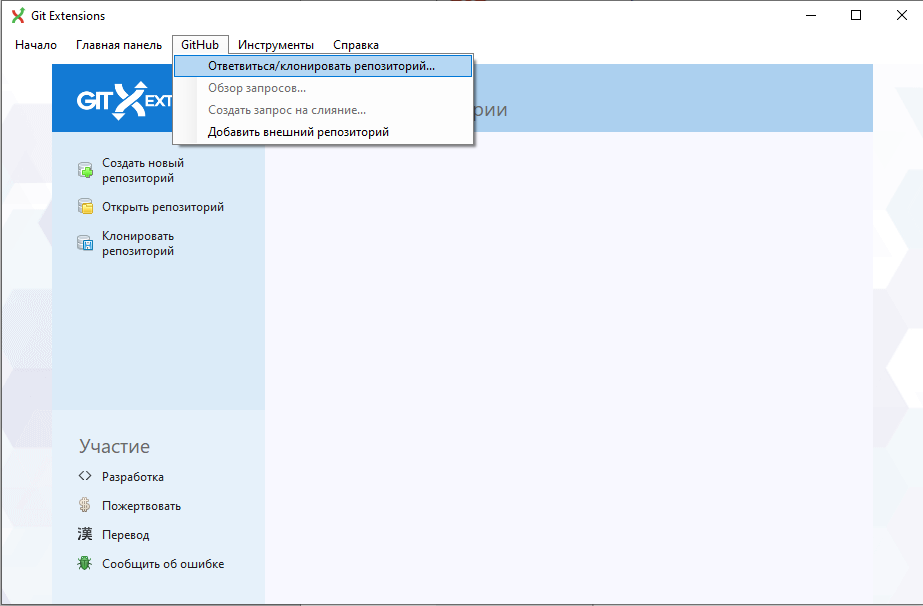 Git Extensions
Начало Главная панель GitHub Инструменты Справка
Ответвиться/клонировать репозиторий...
Обзор запросов...
Создать запрос на слияние...
Добавить внешний репозиторий
GIT EXT
рии
Создать новый
репозиторий
Открыть репозиторий
Клонировать
репозиторий
Участие
Разработка
Пожертвовать
漢 Перевод
Сообщить об ошибке